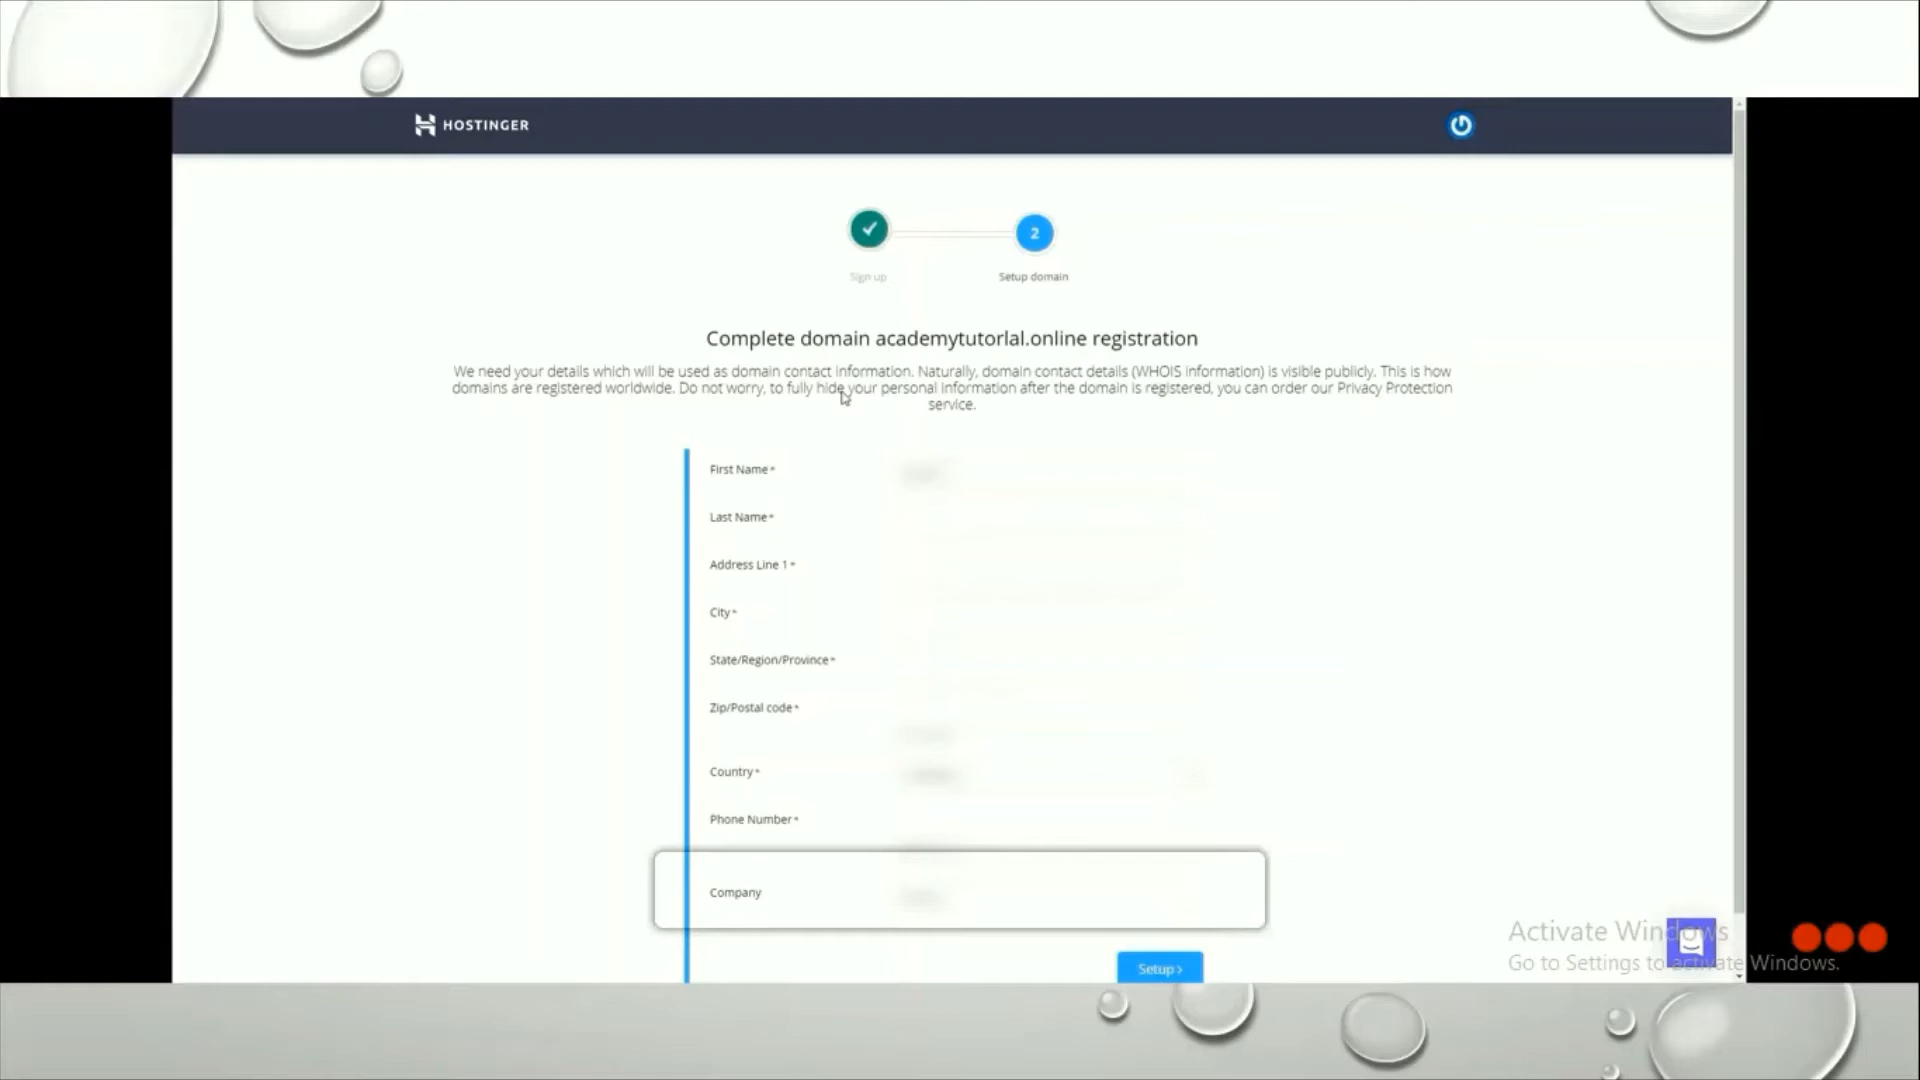 HOSTINGER
2
Sign up
Setup domain
Complete domain academytutorlal.online registration
We need your details which will be used as domain contact information. Naturally, domain contact details (WHOIS information) is visible publicly. This is how
domains are registered worldwide. Do not worry, to fully hide your personal information after the domain is registered, you can order our Privacy Protection
service.
First Name*
Last Name*
Address Line 1*
City*
State/Region/Province*
Zip/Postal code*
Country*
Phone Number*
Company
Setup >
Activate Windows
Go to Settings to activate Windows.